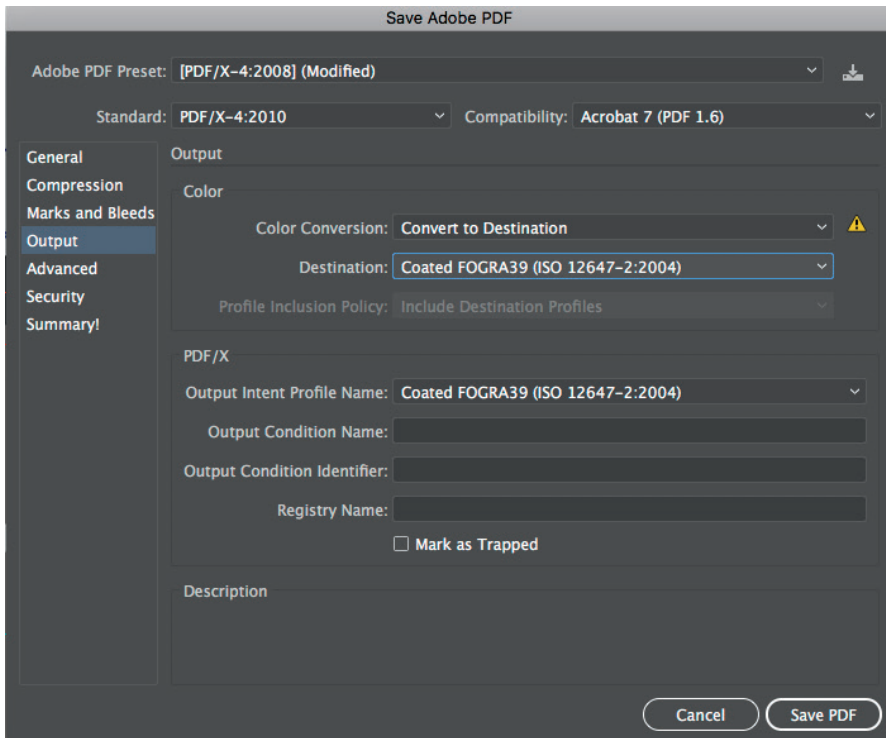 Save Adobe PDF
Adobe PDF Preset: [PDF/X-4:2008] (Modified)
Standard: PDF/X-4:2010 Compatibility: Acrobat 7 (PDF 1.6)
General
Compression
Marks and Bleeds
Output
Advanced
Security
Summary!
Output
Color
Color Conversion: Convert to Destination
Destination: Coated FOGRA39 (ISO 12647-2:2004)
Profile Inclusion Policy: Include Destination Profiles
PDF/X
Output Intent Profile Name: Coated FOGRA39 (ISO 12647-2:2004)
Output Condition Name:
Output Condition Identifier:
Registry Name:
Mark as Trapped
Description
Cancel Save PDF